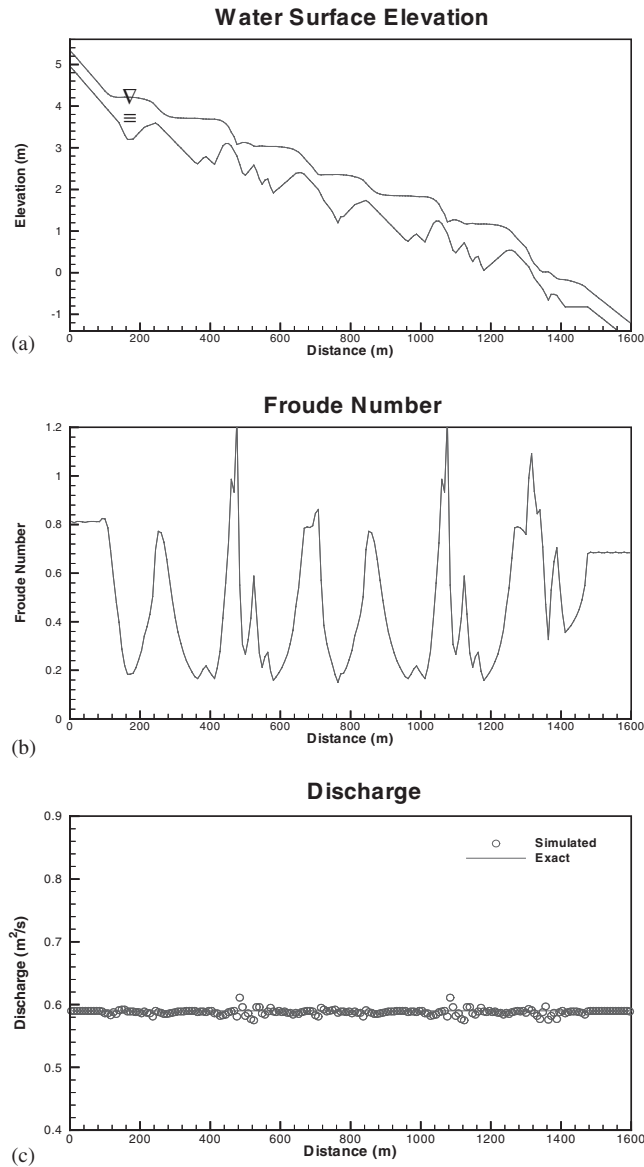 Water Surface Elevation
5
4
3
2
1
0
-1
Elevation (m)
0 200 400 600 800 1000 1200 1400 1600
Distance (m)
(a)
Froude Number
1.2
1
0.8
0.6
0.4
0.2
0
Froude Number
0 200 400 600 800 1000 1200 1400 1600
Distance (m)
(b)
Discharge
0.9
0.8
0.7
0.6
0.5
0.4
Discharge (m²/s)
Simulated
Exact
0 200 400 600 800 1000 1200 1400 1600
Distance (m)
(c)